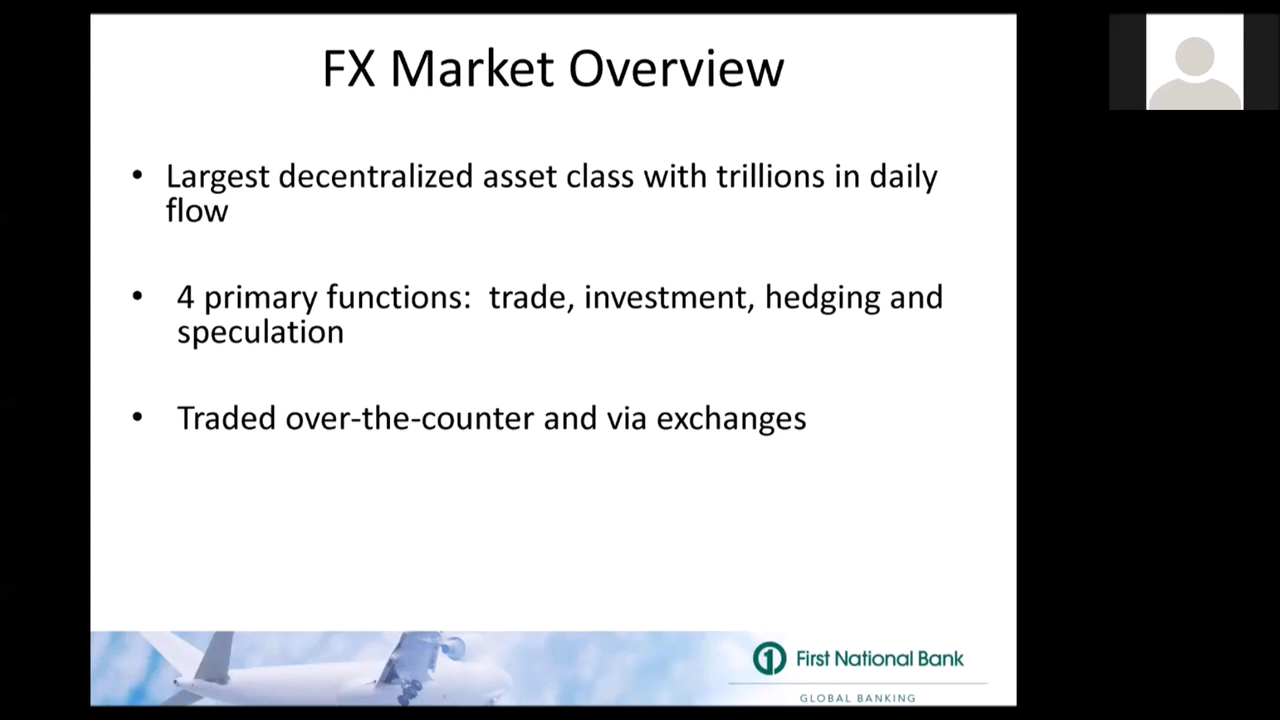 FX Market Overview
• Largest decentralized asset class with trillions in daily
flow
• 4 primary functions:  trade, investment, hedging and
speculation
• Traded over-the-counter and via exchanges
1 First National Bank
GLOBAL BANKING